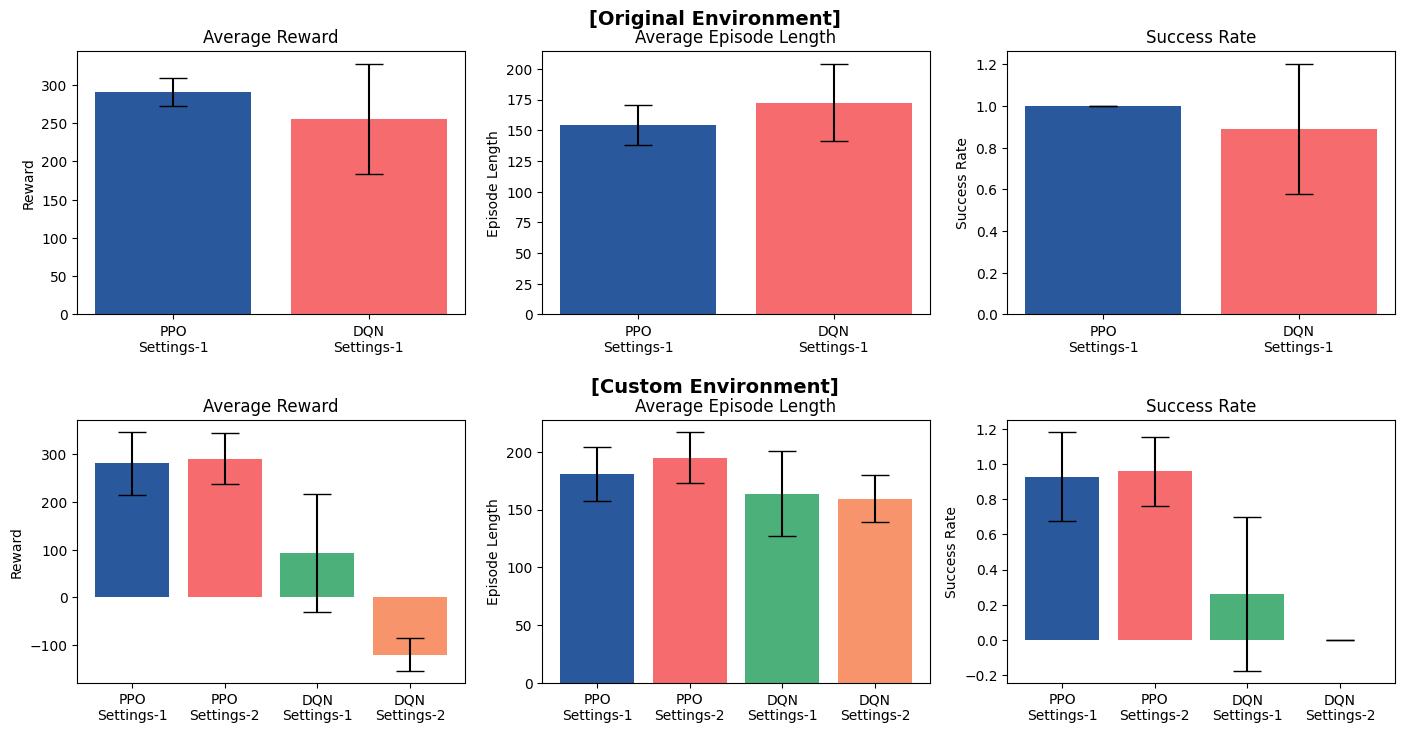 [Original Environment]
Average Reward
Average Episode Length
Success Rate
Reward
300
250
200
150
100
50
0
PPO
Settings-1
DQN
Settings-1
Episode Length
200
175
150
125
100
75
50
25
0
PPO
Settings-1
DQN
Settings-1
Success Rate
1.2
1.0
0.8
0.6
0.4
0.2
0.0
PPO
Settings-1
DQN
Settings-1
[Custom Environment]
Average Reward
Average Episode Length
Success Rate
Reward
300
200
100
0
−100
PPO
Settings-1
PPO
Settings-2
DQN
Settings-1
DQN
Settings-2
Episode Length
200
150
100
50
0
PPO
Settings-1
PPO
Settings-2
DQN
Settings-1
DQN
Settings-2
Success Rate
1.2
1.0
0.8
0.6
0.4
0.2
0.0
−0.2
PPO
Settings-1
PPO
Settings-2
DQN
Settings-1
DQN
Settings-2